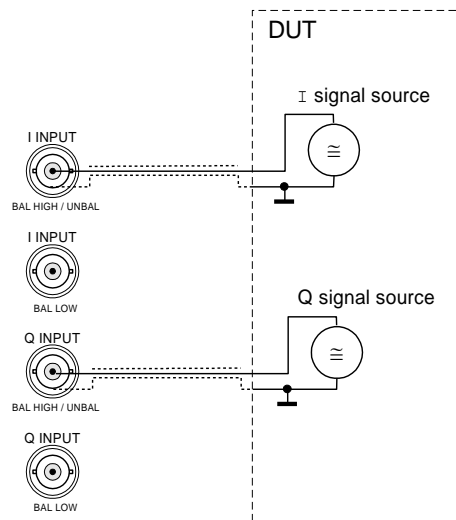 DUT
I signal source
≅
I INPUT
BAL HIGH / UNBAL
I INPUT
BAL LOW
Q signal source
≅
Q INPUT
BAL HIGH / UNBAL
Q INPUT
BAL LOW